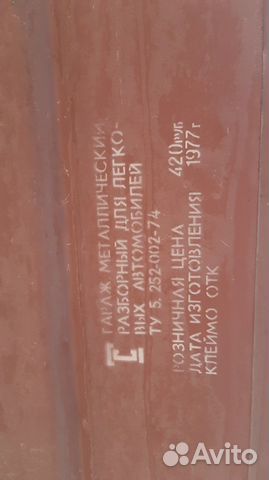 ГАРАЖ МЕТАЛЛИЧЕСКИЙ
РАЗБОРНЫЙ ДЛЯ ЛЕГКО-
ВЫХ АВТОМОБИЛЕЙ
ТУ 5.252-002-74
РОЗНИЧНАЯ ЦЕНА 420 РУБ
ДАТА ИЗГОТОВЛЕНИЯ 1977 г
КЛЕЙМО ОТК
Avito